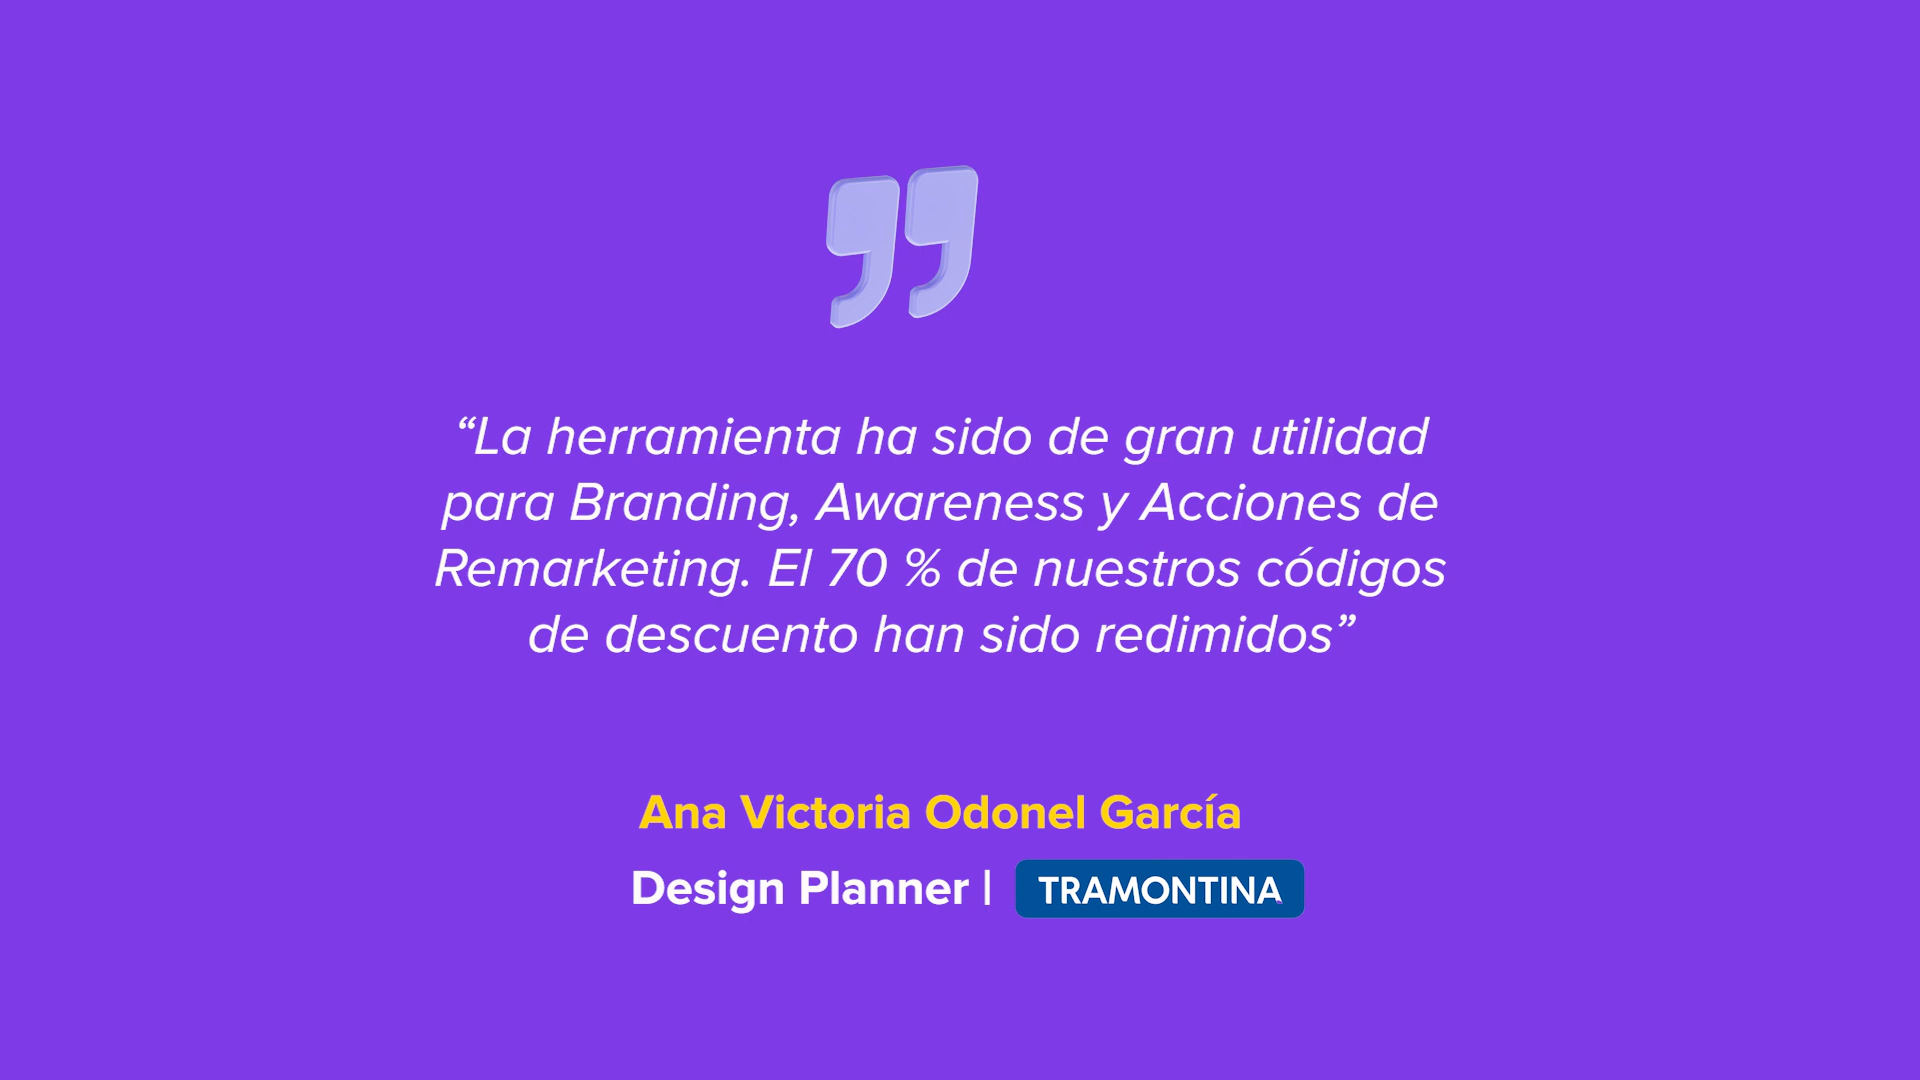 “La herramienta ha sido de gran utilidad
para Branding, Awareness y Acciones de
Remarketing. El 70 % de nuestros códigos
de descuento han sido redimidos”
Ana Victoria Odonel García
Design Planner | TRAMONTINA